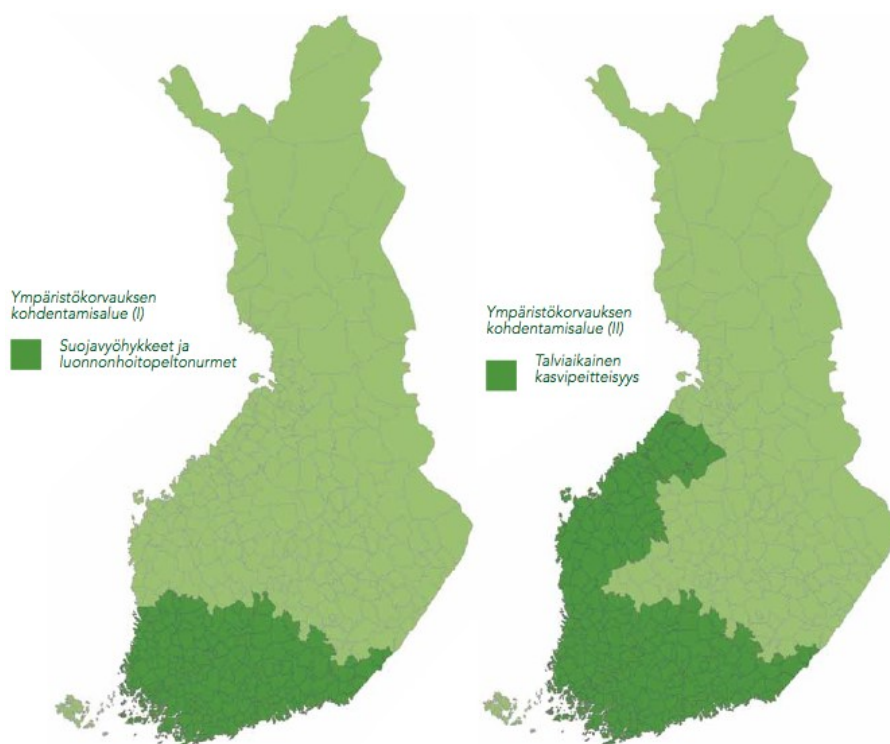 Ympäristökorvauksen
kohdentamisalue (I)
Suojavyöhykkeet ja
luonnonhoitopeltonurmet
Ympäristökorvauksen
kohdentamisalue (II)
Talviaikainen
kasvipeitteisyys